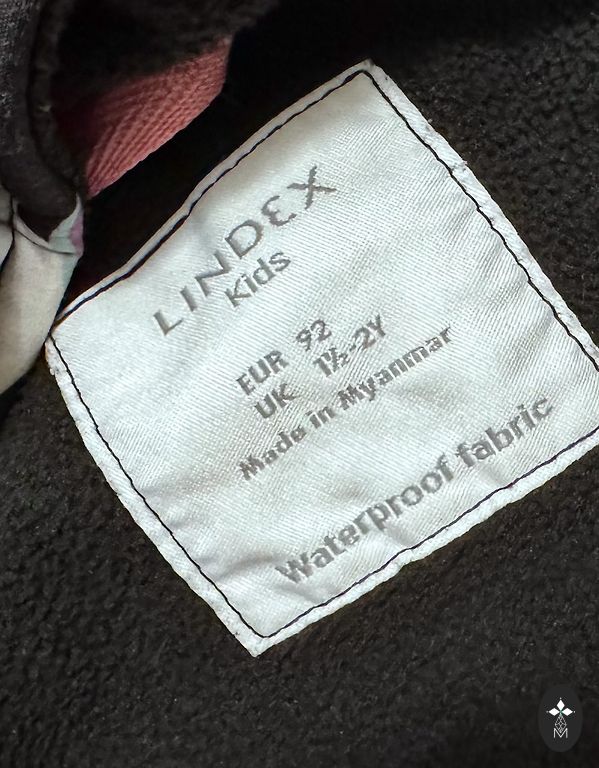 LINDEX
Kids
EUR 92
UK 1½-2Y
Made in Myanmar
Waterproof fabric
M